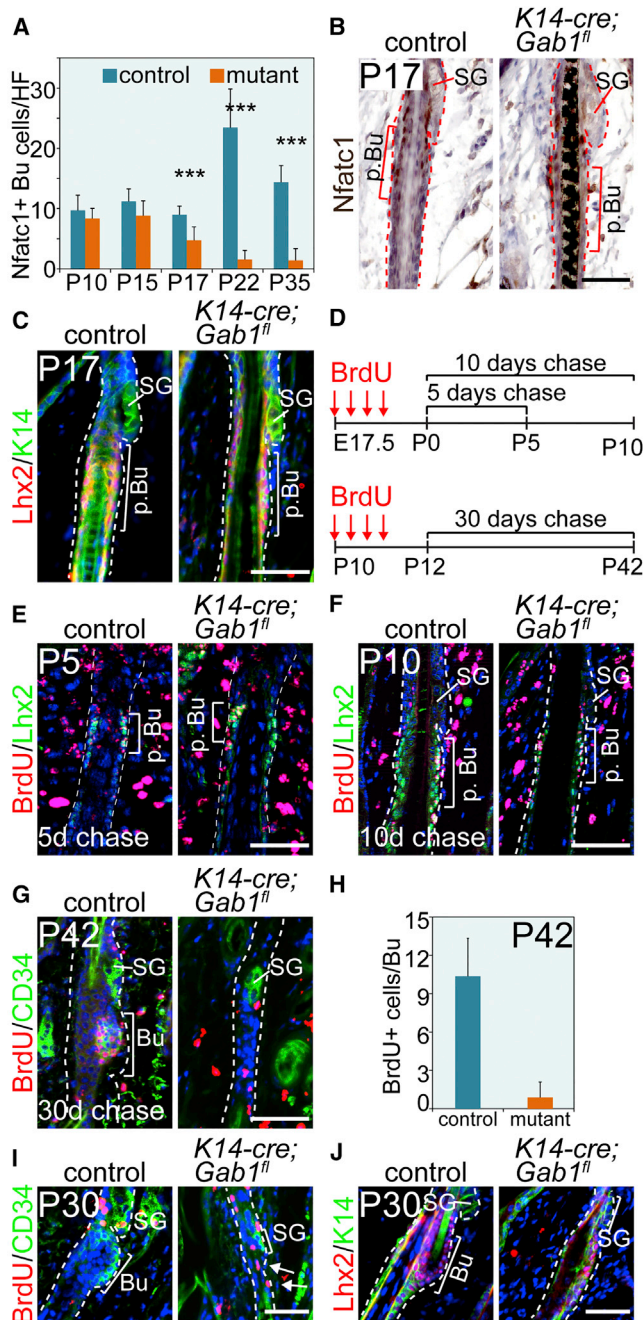 A
Nfatc1+ Bu cells/HF
control
mutant
30
20
10
0
***
***
***
P10
P15
P17
P22
P35
B
control
K14-cre;
Gab1fl
P17
SG
SG
p.Bu
p.Bu
Nfatc1
C
control
K14-cre;
Gab1fl
P17
SG
SG
p.Bu
p.Bu
Lhx2/K14
D
10 days chase
BrdU
5 days chase
E17.5
P0
P5
P10
BrdU
30 days chase
P10
P12
P42
E
control
K14-cre;
Gab1fl
P5
p. Bu
p. Bu
BrdU/Lhx2
5d chase
F
control
K14-cre;
Gab1fl
P10
SG
SG
p. Bu
p. Bu
BrdU/Lhx2
10d chase
G
control
K14-cre;
Gab1fl
P42
SG
SG
Bu
BrdU/CD34
30d chase
H
P42
BrdU+ cells/Bu
15
12
9
6
3
0
control
mutant
I
control
K14-cre;
Gab1fl
P30
SG
SG
Bu
BrdU/CD34
J
control
K14-cre;
Gab1fl
P30
SG
SG
Bu
Lhx2/K14